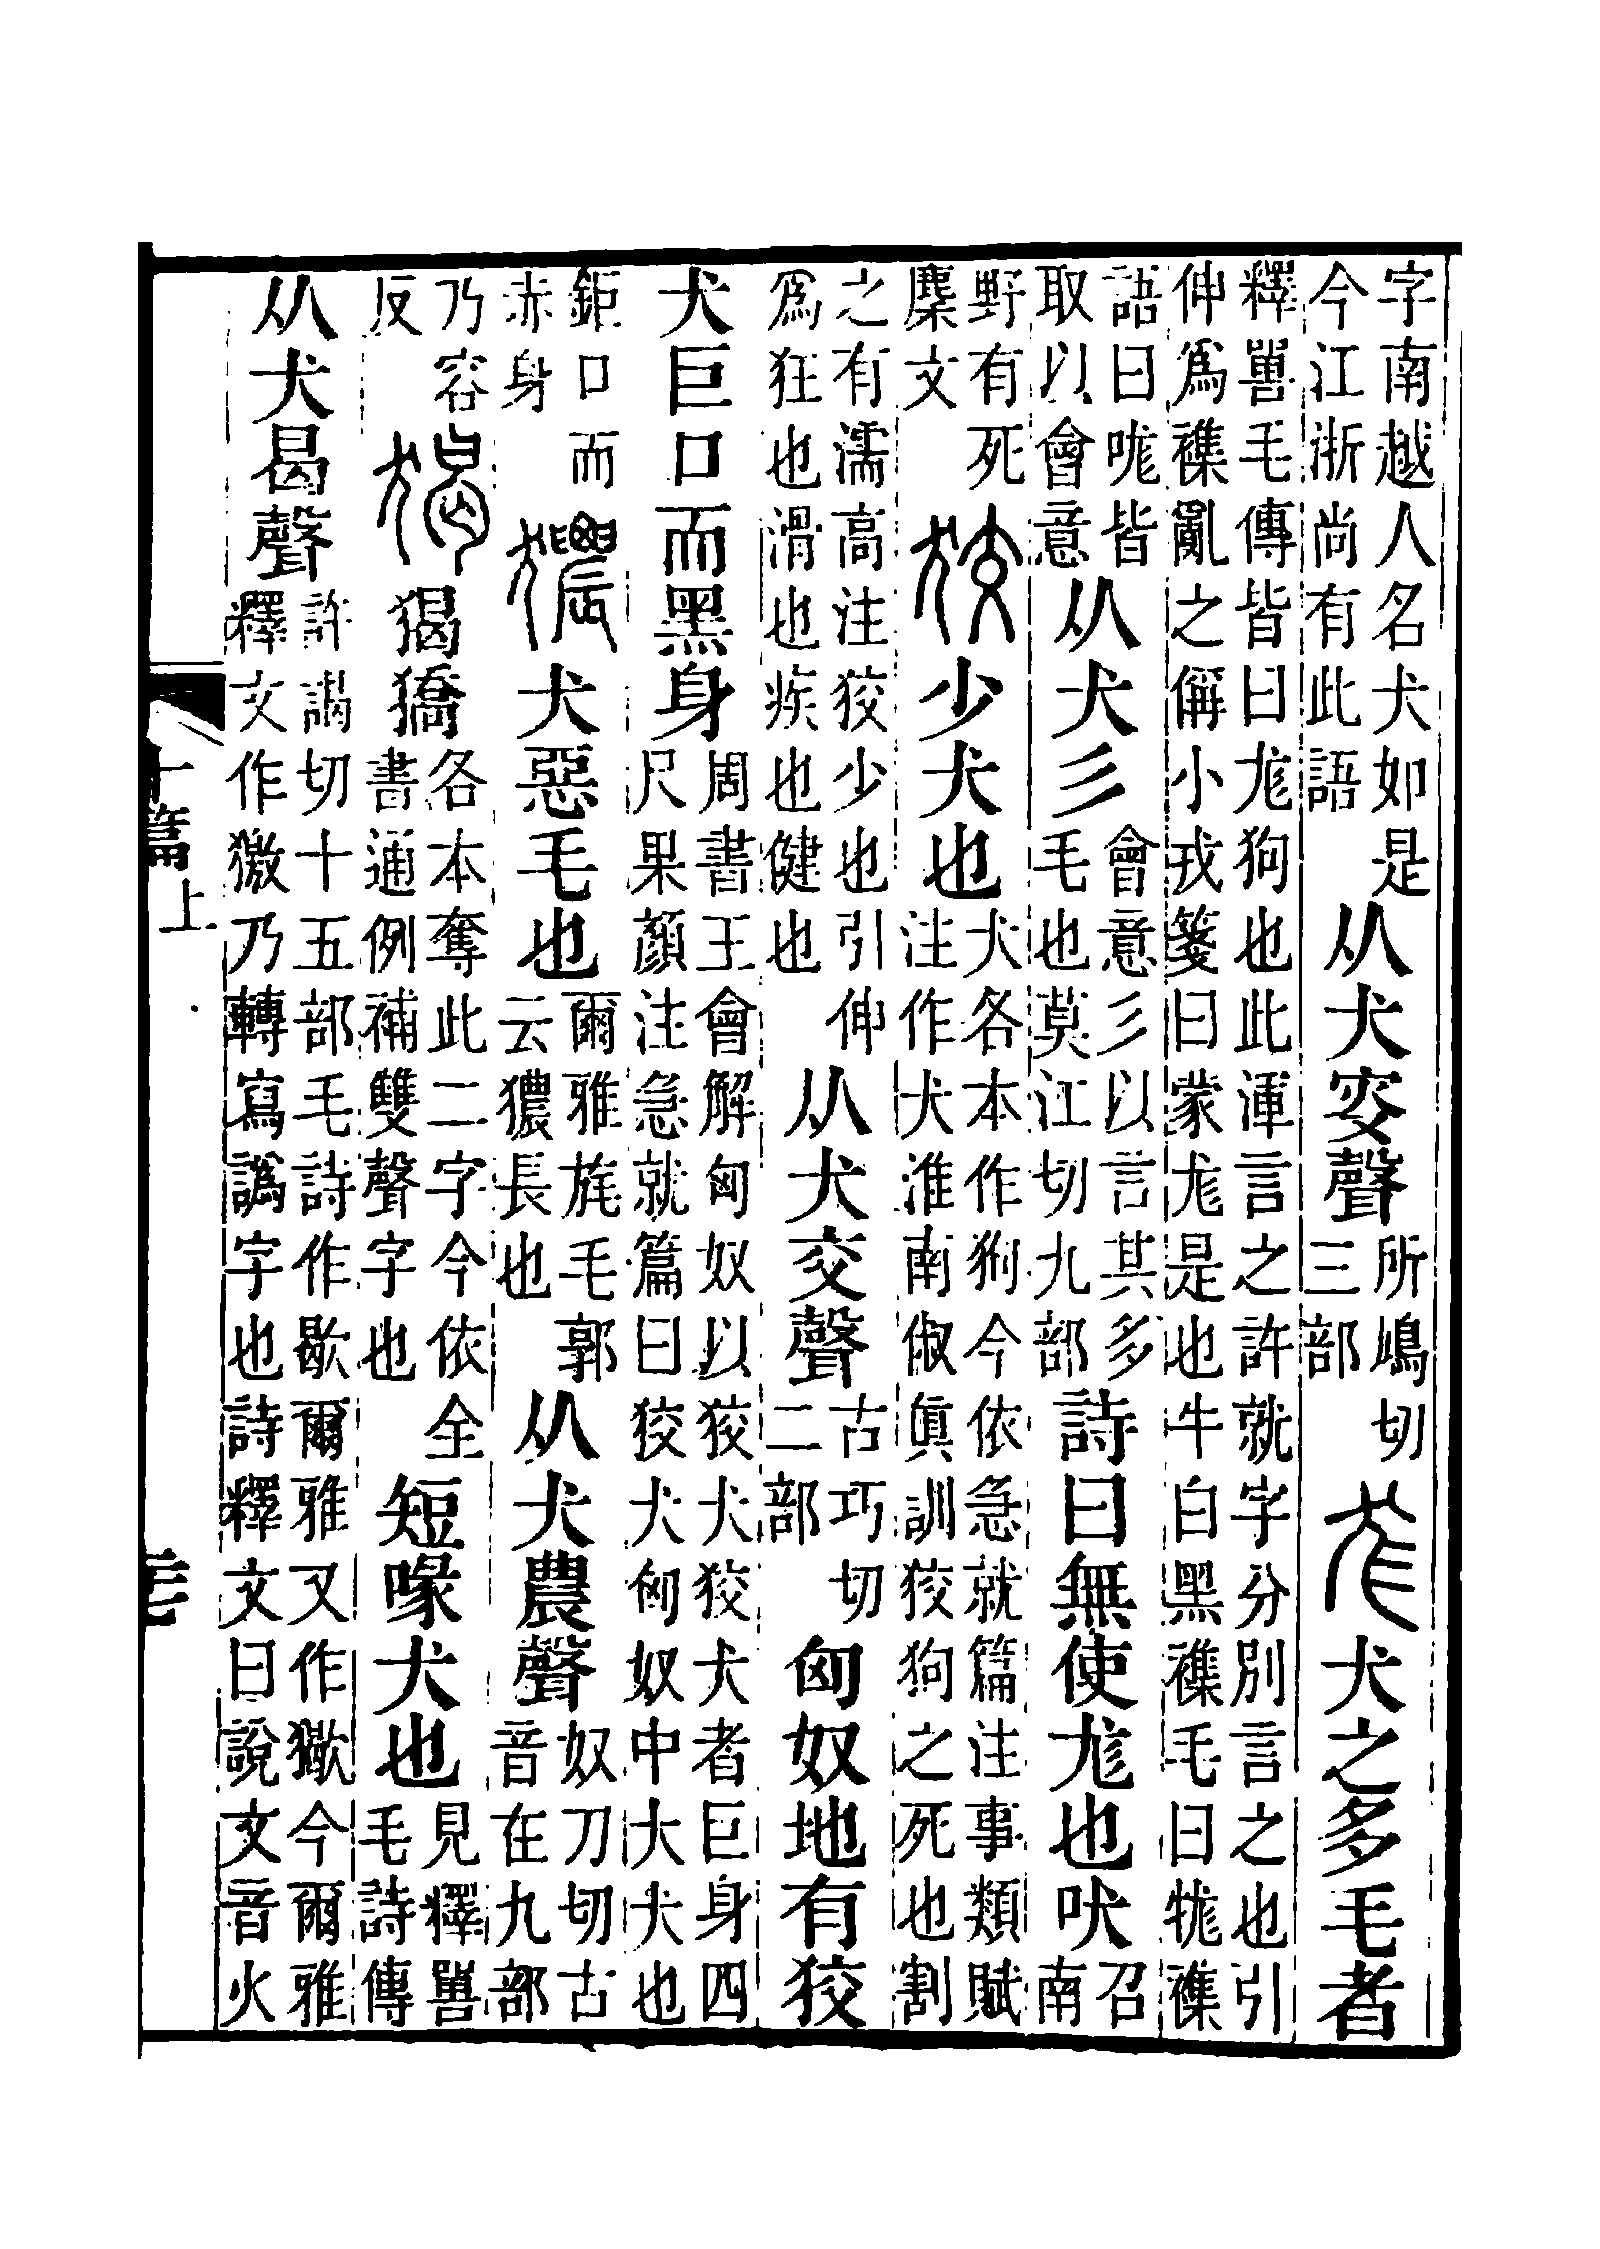 字南越人名犬如是今江浙尚有此語从犬叜聲所鳩切三部尨犬之多毛者
釋嘼毛傳皆曰尨狗也此渾言之許就字分別言之也引伸爲襍亂之偁小戎箋曰蒙尨是也牛白黑襍毛曰牻襍
語曰哤皆取以會意从犬彡會意彡以言其多毛也莫江切九部詩曰無使尨也吠召南
野有死麇文狡少犬也犬各本作狗今依急就篇注事類賦注作犬淮南俶眞訓狡狗之死也割
之有濡高注狡少也引伸爲狂也滑也疾也健也从犬交聲古巧切二部匈奴地有狡
犬巨口而黑身周書王會解匈奴以狡犬狡犬者巨身四尺果顏注急就篇曰狡犬匈奴中大犬也
鉅口而赤身㺜犬惡毛也爾雅旄毛郭云㺜長也从犬農聲奴刀切古音在九部
乃容反猲猲獢各本奪此二字今依全書通例補雙聲字也短喙犬也見釋嘼毛詩傳
从犬曷聲許謁切十五部毛詩作歇爾雅又作今爾雅釋文作獥乃轉寫譌字也詩釋文曰說文音火
十篇上